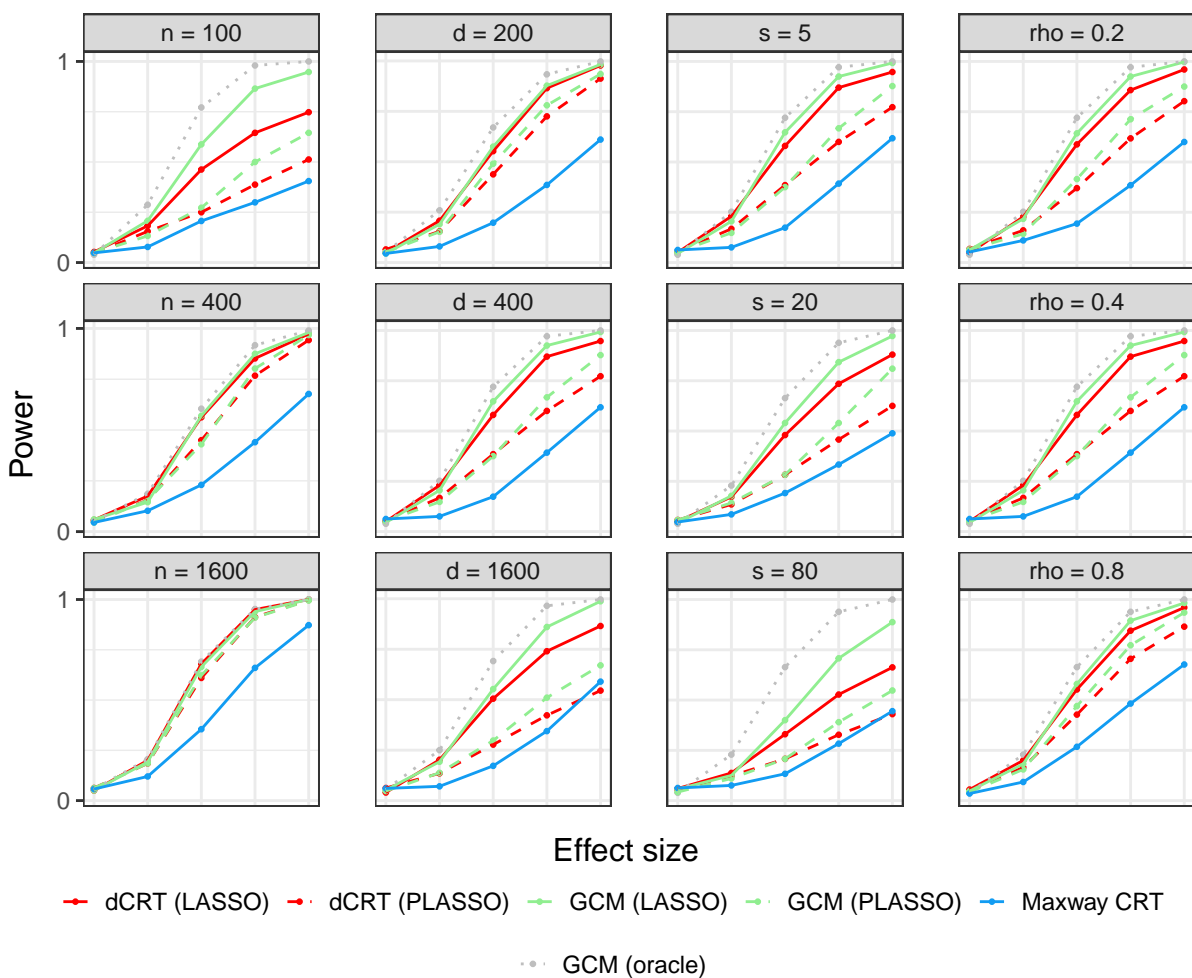 n = 100
d = 200
s = 5
rho = 0.2
1
0
n = 400
d = 400
s = 20
rho = 0.4
1
0
n = 1600
d = 1600
s = 80
rho = 0.8
1
0
Power
Effect size
dCRT (LASSO) dCRT (PLASSO) GCM (LASSO) GCM (PLASSO) Maxway CRT
GCM (oracle)